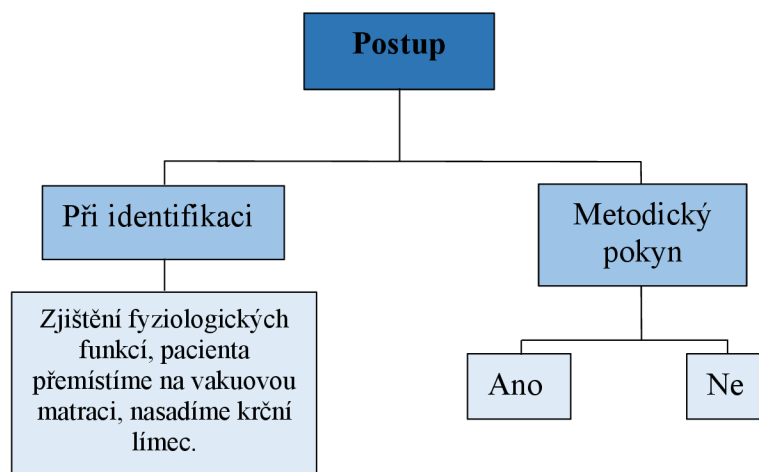 Postup
Při identifikaci
Metodický
pokyn
Zjištění fyziologických
funkcí, pacienta
přemístíme na vakuovou
matraci, nasadíme krční
límec.
Ano
Ne